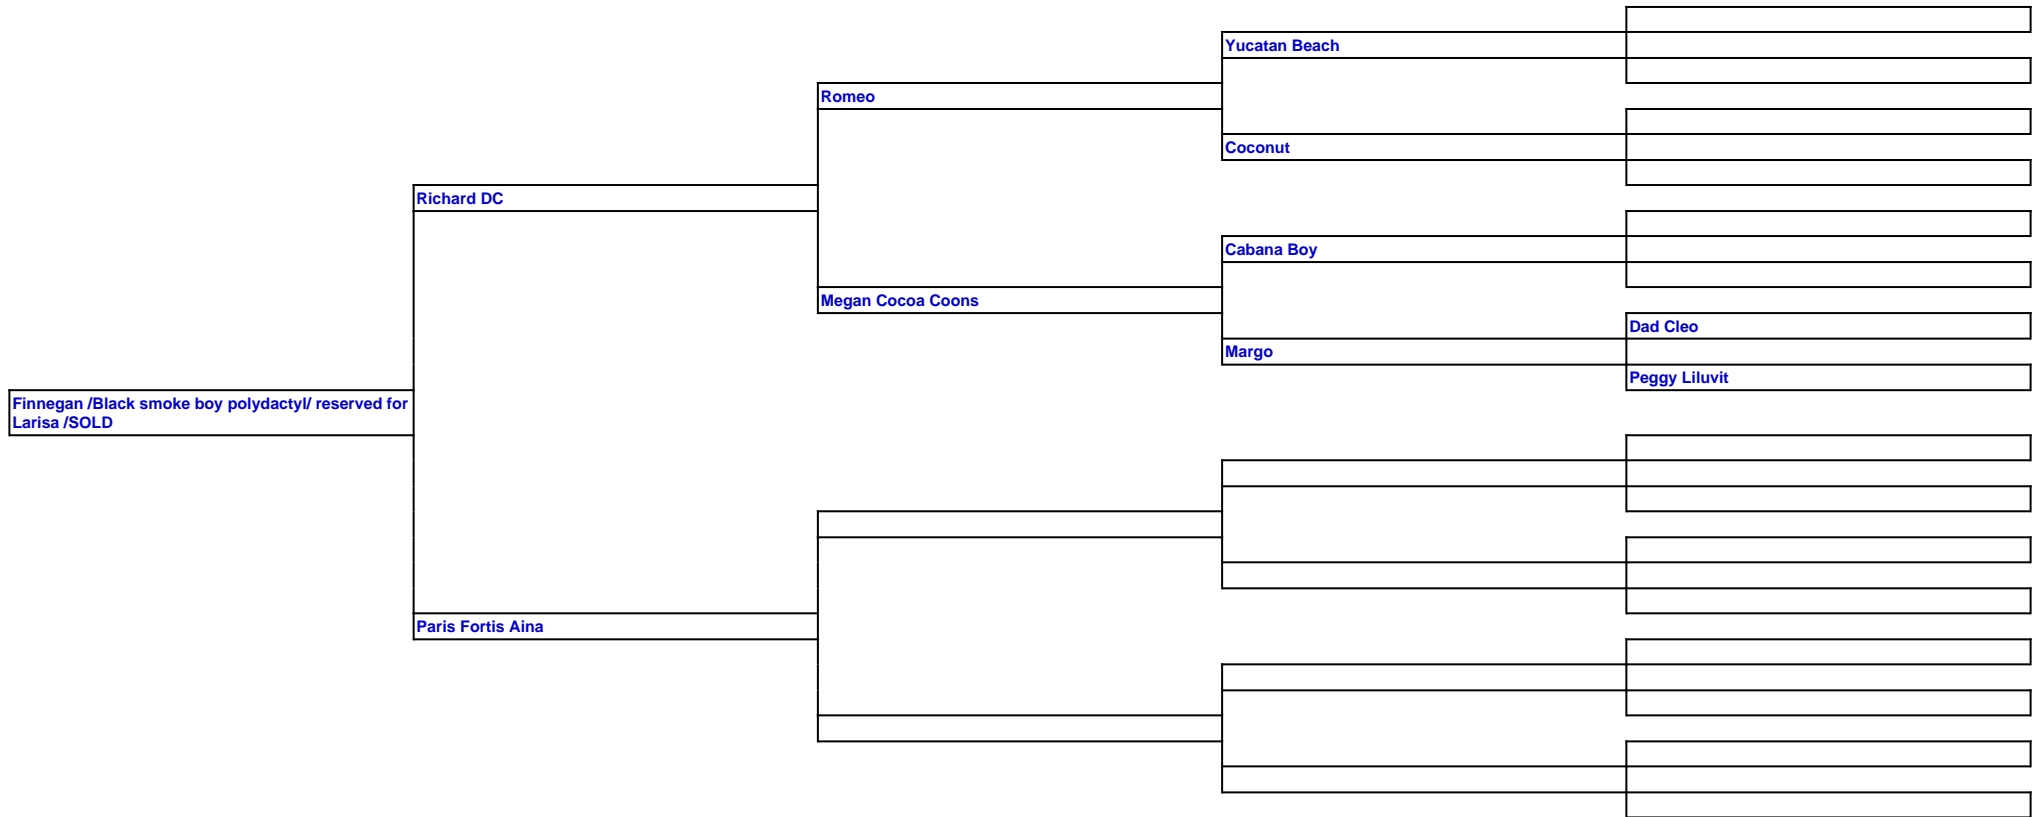 Yucatan Beach
Romeo
Coconut
Richard DC
Cabana Boy
Megan Cocoa Coons
Dad Cleo
Margo
Peggy Liluvit
Finnegan /Black smoke boy polydactyl/ reserved for
Larisa /SOLD
Paris Fortis Aina